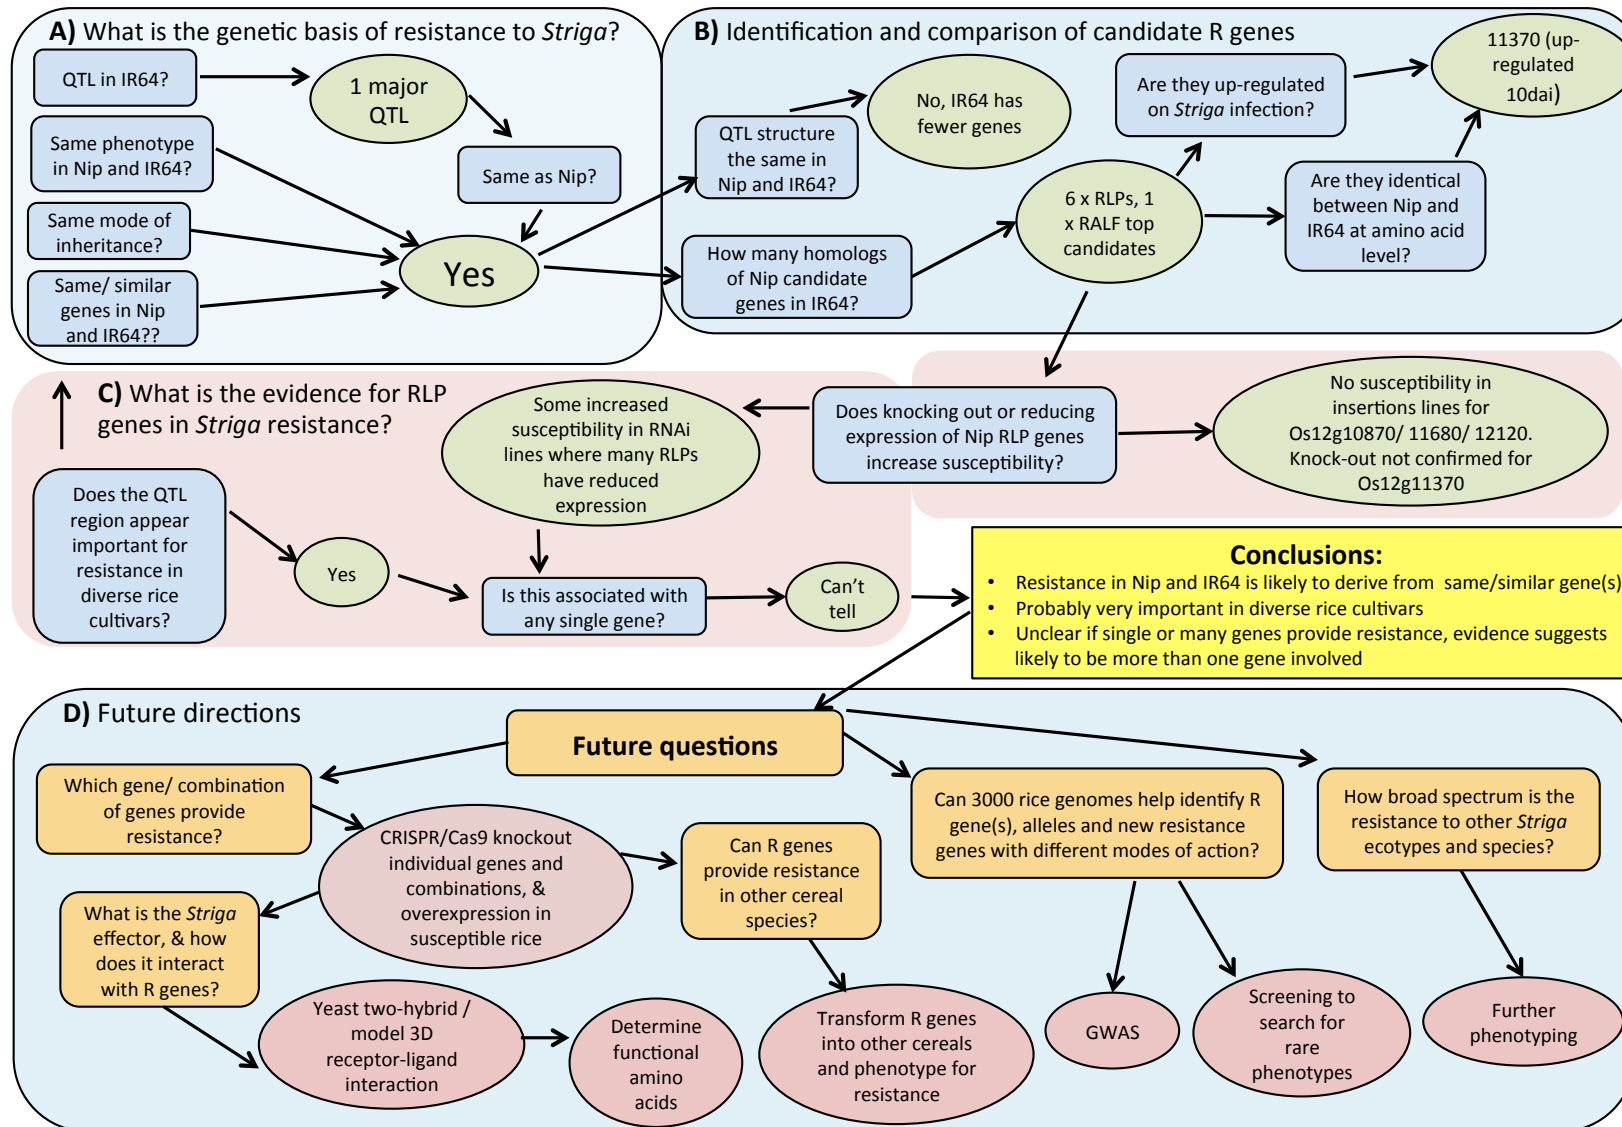 A) What is the genetic basis of resistance to Striga?
QTL in IR64?
1 major
QTL
Same phenotype
in Nip and IR64?
Same as Nip?
Same mode of
inheritance?
Yes
Same/ similar
genes in Nip
and IR64??
B) Identification and comparison of candidate R genes
QTL structure
the same in
Nip and IR64?
No, IR64 has
fewer genes
Are they up-regulated
on Striga infection?
11370 (up-
regulated
10dai)
How many homologs
of Nip candidate
genes in IR64?
6 x RLPs, 1
x RALF top
candidates
Are they identical
between Nip and
IR64 at amino acid
level?
C) What is the evidence for RLP
genes in Striga resistance?
Some increased
susceptibility in RNAi
lines where many RLPs
have reduced
expression
Does knocking out or reducing
expression of Nip RLP genes
increase susceptibility?
No susceptibility in
insertions lines for
Os12g10870/ 11680/ 12120.
Knock-out not confirmed for
Os12g11370
Does the QTL
region appear
important for
resistance in
diverse rice
cultivars?
Yes
Is this associated with
any single gene?
Can't
tell
Conclusions:
• Resistance in Nip and IR64 is likely to derive from same/similar gene(s)
• Probably very important in diverse rice cultivars
• Unclear if single or many genes provide resistance, evidence suggests
likely to be more than one gene involved
D) Future directions
Future questions
Which gene/ combination
of genes provide
resistance?
CRISPR/Cas9 knockout
individual genes and
combinations, &
overexpression in
susceptible rice
Can R genes
provide resistance
in other cereal
species?
Can 3000 rice genomes help identify R
gene(s), alleles and new resistance
genes with different modes of action?
How broad spectrum is the
resistance to other Striga
ecotypes and species?
What is the Striga
effector, & how
does it interact
with R genes?
Yeast two-hybrid /
model 3D
receptor-ligand
interaction
Determine
functional
amino
acids
Transform R genes
into other cereals
and phenotype for
resistance
GWAS
Screening to
search for
rare
phenotypes
Further
phenotyping